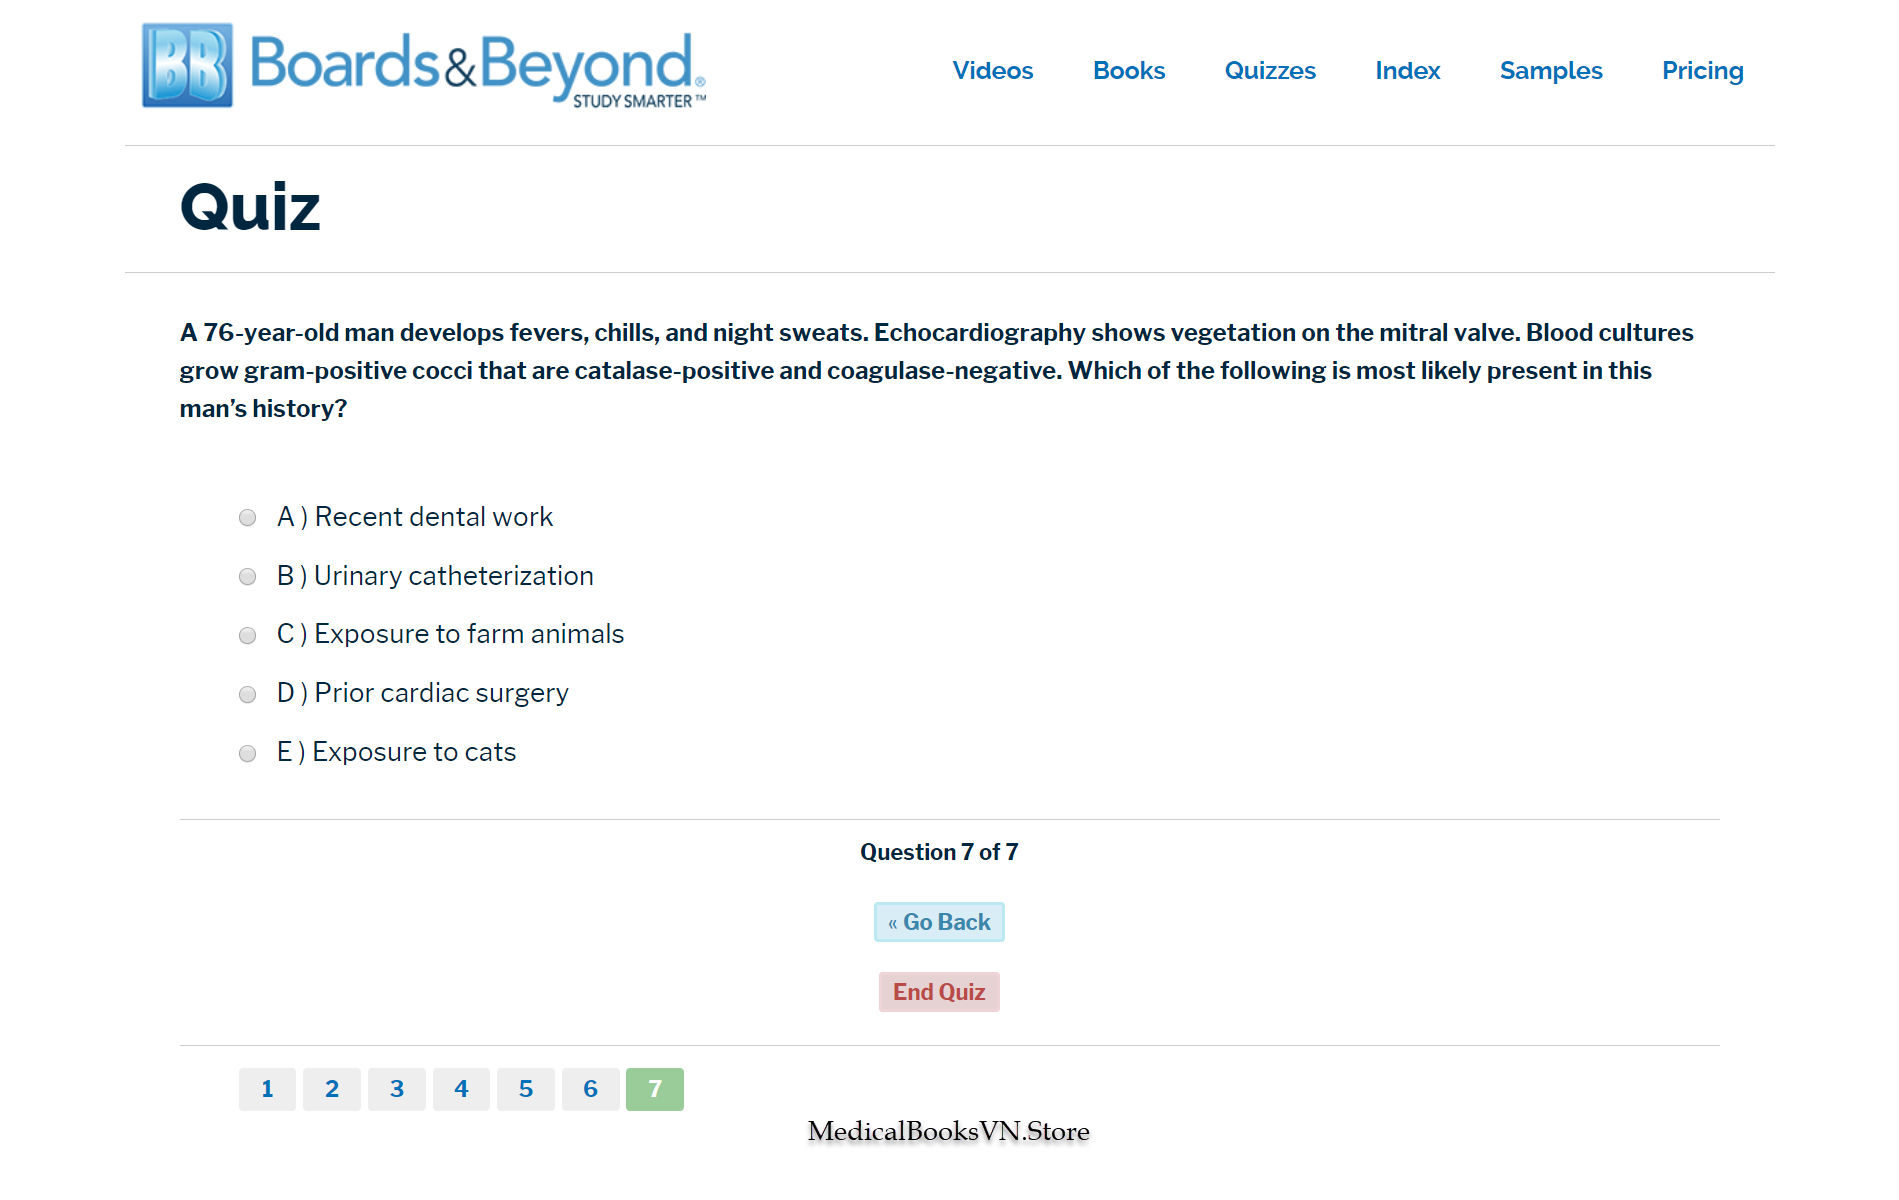 BB Boards&Beyond®
STUDY SMARTER™
Videos Books Quizzes Index Samples Pricing
Quiz
A 76-year-old man develops fevers, chills, and night sweats. Echocardiography shows vegetation on the mitral valve. Blood cultures
grow gram-positive cocci that are catalase-positive and coagulase-negative. Which of the following is most likely present in this
man’s history?
A ) Recent dental work
B ) Urinary catheterization
C ) Exposure to farm animals
D ) Prior cardiac surgery
E ) Exposure to cats
Question 7 of 7
« Go Back
End Quiz
1 2 3 4 5 6 7
MedicalBooksVN.Store